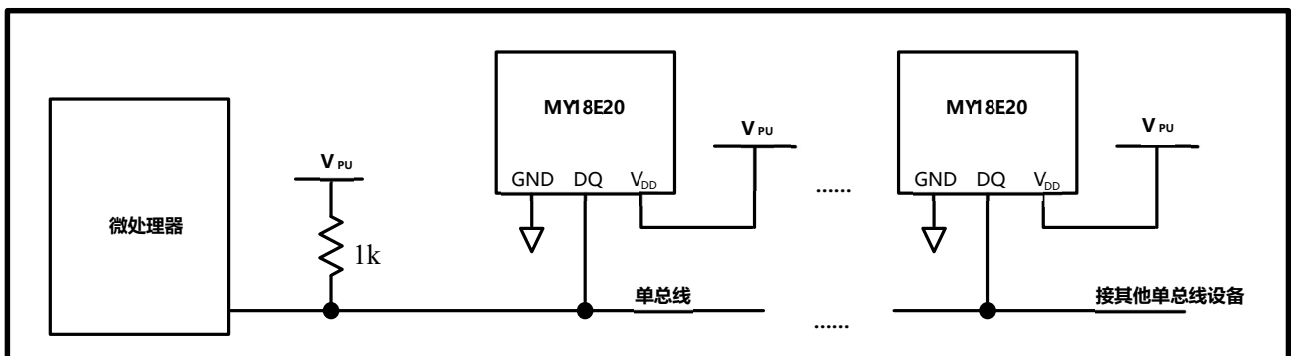 MY18E20
MY18E20
V PU
V PU
V PU
GND DQ VDD
......
GND DQ VDD
微处理器
1k
单总线
接其他单总线设备
......